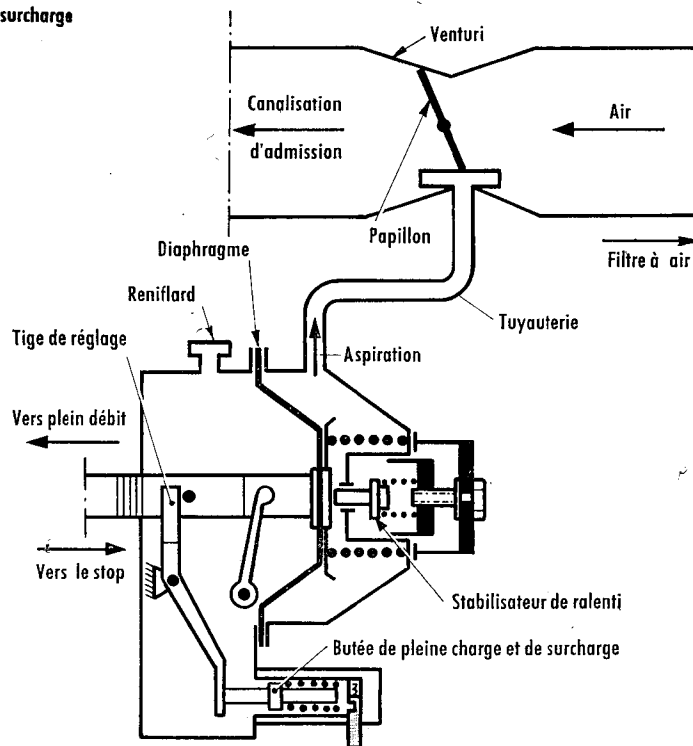 surcharge
Venturi
Canalisation
d'admission
Air
Papillon
Filtre à air
Diaphragme
Reniflard
Tuyauterie
Tige de réglage
Aspiration
Vers plein débit
Vers le stop
Stabilisateur de ralenti
Butée de pleine charge et de surcharge